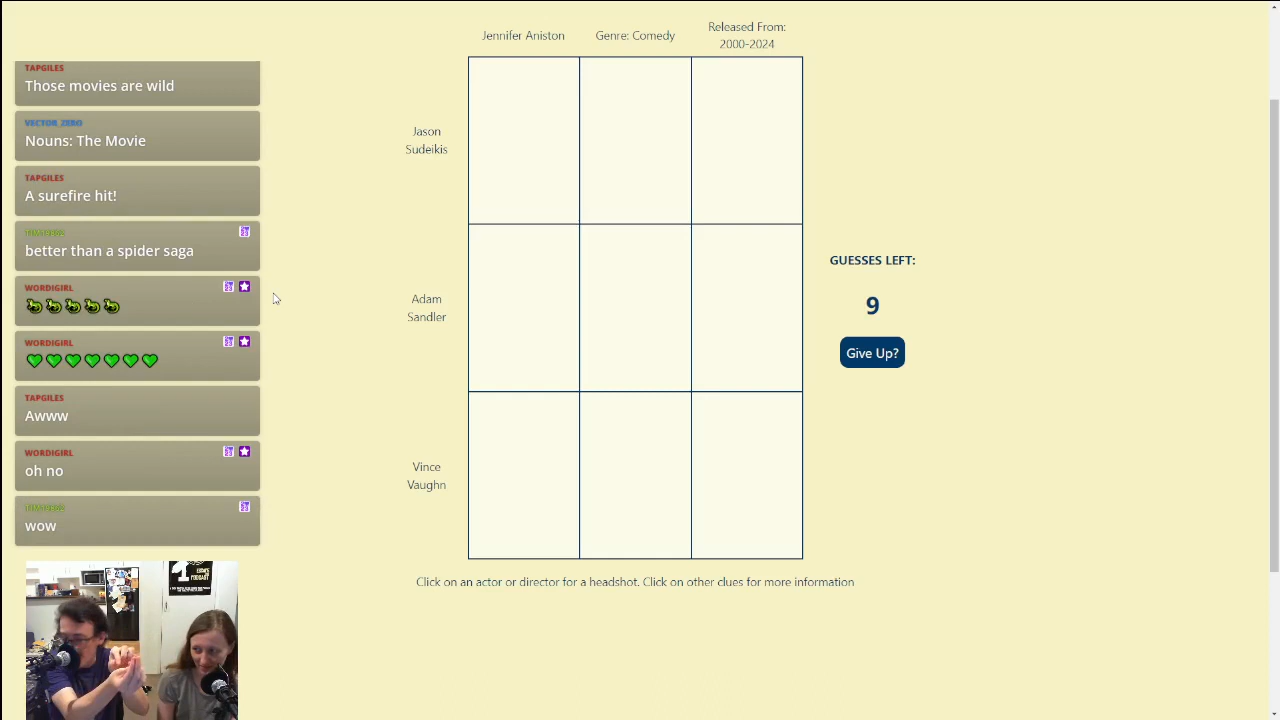 Jennifer Aniston
Genre: Comedy
Released From:
2000-2024
TAPGILES
Those movies are wild
VECTOR_ZERO
Nouns: The Movie
TAPGILES
A surefire hit!
better than a spider saga
WORDIGIRL
WORDIGIRL
TAPGILES
Awww
WORDIGIRL
oh no
wow
Jason
Sudeikis
Adam
Sandler
Vince
Vaughn
GUESSES LEFT:
9
Give Up?
Click on an actor or director for a headshot. Click on other clues for more information